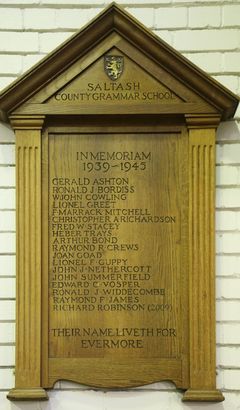 SALTASH
COUNTY GRAMMAR SCHOOL
IN MEMORIAM
1939-1945
GERALD ASHTON
RONALD J BORDISS
W JOHN COWLING
LIONEL GREET
F MARRACK MITCHELL
CHRISTOPHER A RICHARDSON
FRED W STACEY
HEBER TRAYS
ARTHUR BOND
RAYMOND R CREWS
JOAN GOAD
LIONEL F GUPPY
JOHN J NETHERCOTT
JOHN SUMMERFIELD
EDWARD C VOSPER
RONALD J WIDDECOMBE
RAYMOND F JAMES
RICHARD ROBINSON (2009)
THEIR NAME LIVETH FOR
EVERMORE